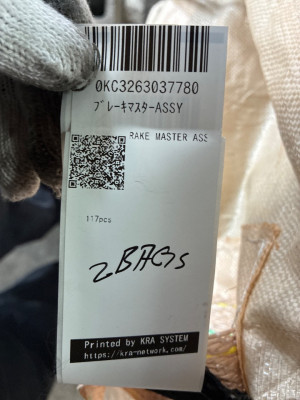 0KC3263037780
ブレーキマスターASSY
RAKE MASTER ASS
117pcs
2BAGs
Printed by KRA SYSTEM
https://kra-network.com/